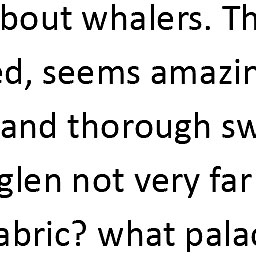 bout whalers. Th
ed, seems amazin
and thorough sw
glen not very far
abric? what palac